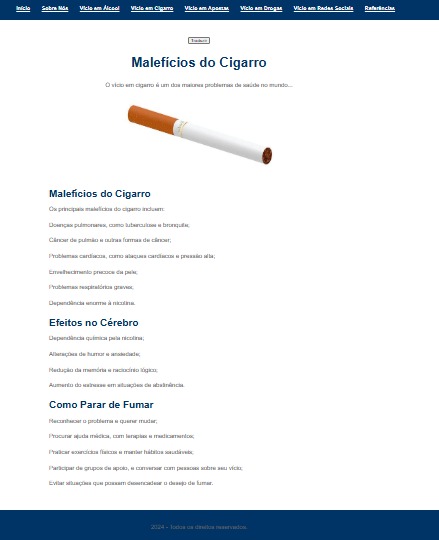 Início Sobre Nós Vício em Álcool Vício em Cigarro Vício em Apostas Vício em Drogas Vício em Redes Sociais Referências
Malefícios do Cigarro
O vício em cigarro é um dos maiores problemas de saúde no mundo...
Malefícios do Cigarro
Os principais malefícios do cigarro incluem:
Doenças pulmonares, como tuberculose e bronquite;
Câncer de pulmão e outras formas de câncer;
Problemas cardíacos, como ataques cardíacos e pressão alta;
Envelhecimento precoce da pele;
Problemas respiratórios graves.
Dependência enorme à nicotina.
Efeitos no Cérebro
Dependência química pela nicotina;
Alterações de humor e ansiedade;
Redução da memória e raciocínio lógico;
Aumento do estresse em situações de abstinência.
Como Parar de Fumar
Reconhecer o problema e querer mudar;
Procurar ajuda médica, com terapias e medicamentos;
Praticar exercícios físicos e manter hábitos saudáveis;
Participar de grupos de apoio, e conversar com pessoas sobre seu vício;
Evitar situações que possam desencadear o desejo de fumar.
2024 - Todos os direitos reservados.